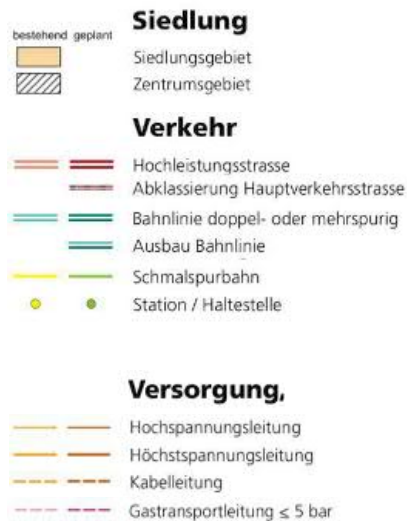 Siedlung
bestehend geplant
Siedlungsgebiet
Zentrumsgebiet
Verkehr
Hochleistungsstrasse
Abklassierung Hauptverkehrsstrasse
Bahnlinie doppel- oder mehrspurig
Ausbau Bahnlinie
Schmalspurbahn
Station / Haltestelle
Versorgung,
Hochspannungsleitung
Höchstspannungsleitung
Kabelleitung
Gastransportleitung ≤ 5 bar